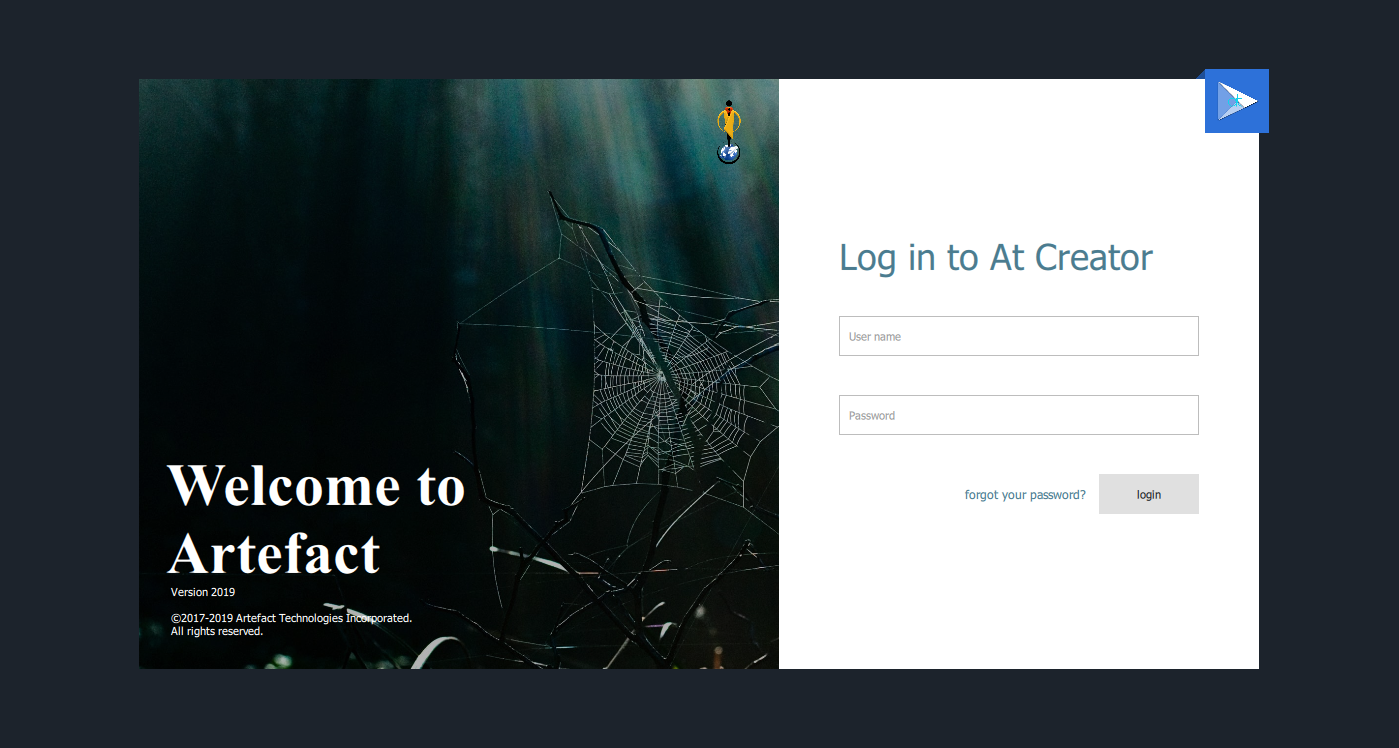 Welcome to
Artefact
Version 2019
©2017-2019 Artefact Technologies Incorporated.
All rights reserved.
Log in to At Creator
User name
Password
forgot your password?
login